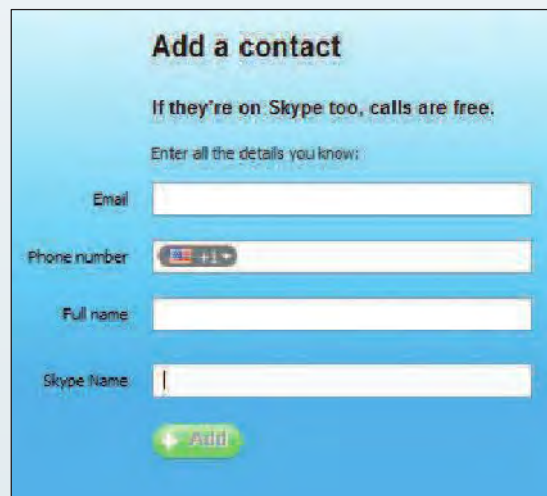 Add a contact
If they're on Skype too, calls are free.
Enter all the details you know:
Email
Phone number +1
Full name
Skype Name
+ Add